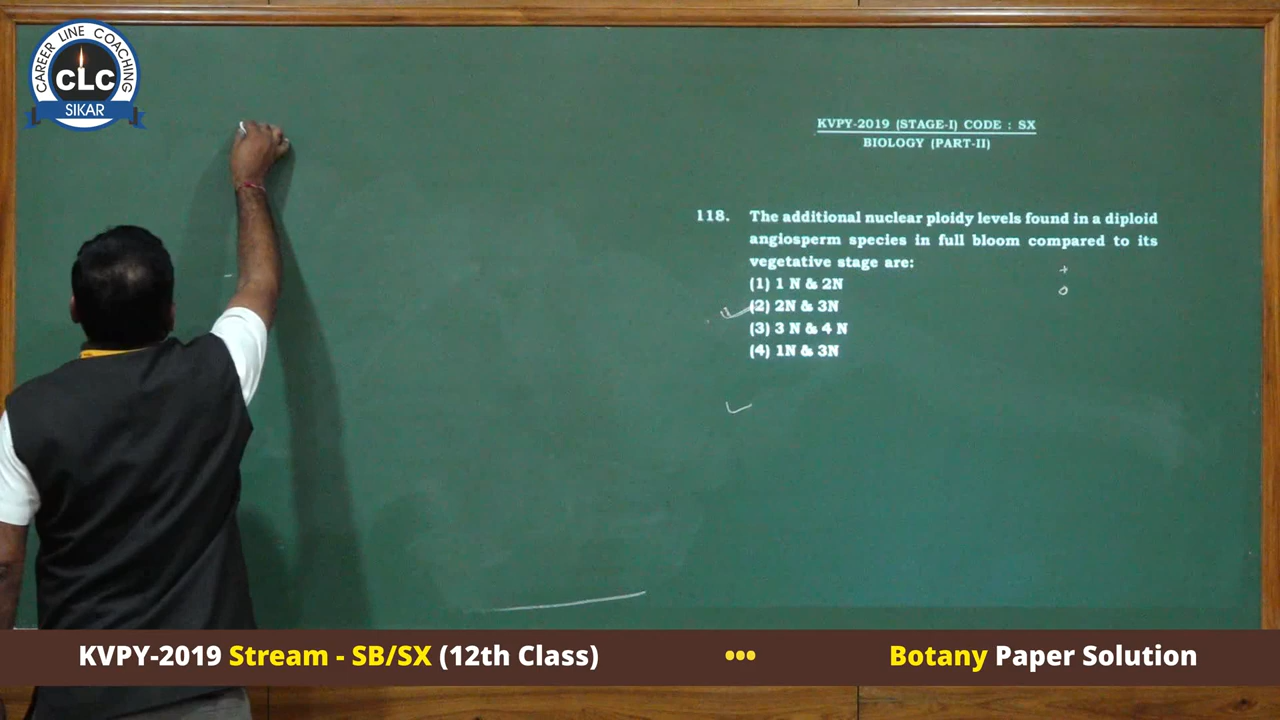 CAREER LINE COACHING
CLC
SIKAR
KVPY-2019 (STAGE-I) CODE : SX
BIOLOGY (PART-II)
118. The additional nuclear ploidy levels found in a diploid
angiosperm species in full bloom compared to its
vegetative stage are:
(1) 1 N & 2N
(2) 2N & 3N
(3) 3 N & 4 N
(4) 1N & 3N
KVPY-2019 Stream - SB/SX (12th Class) ••• Botany Paper Solution